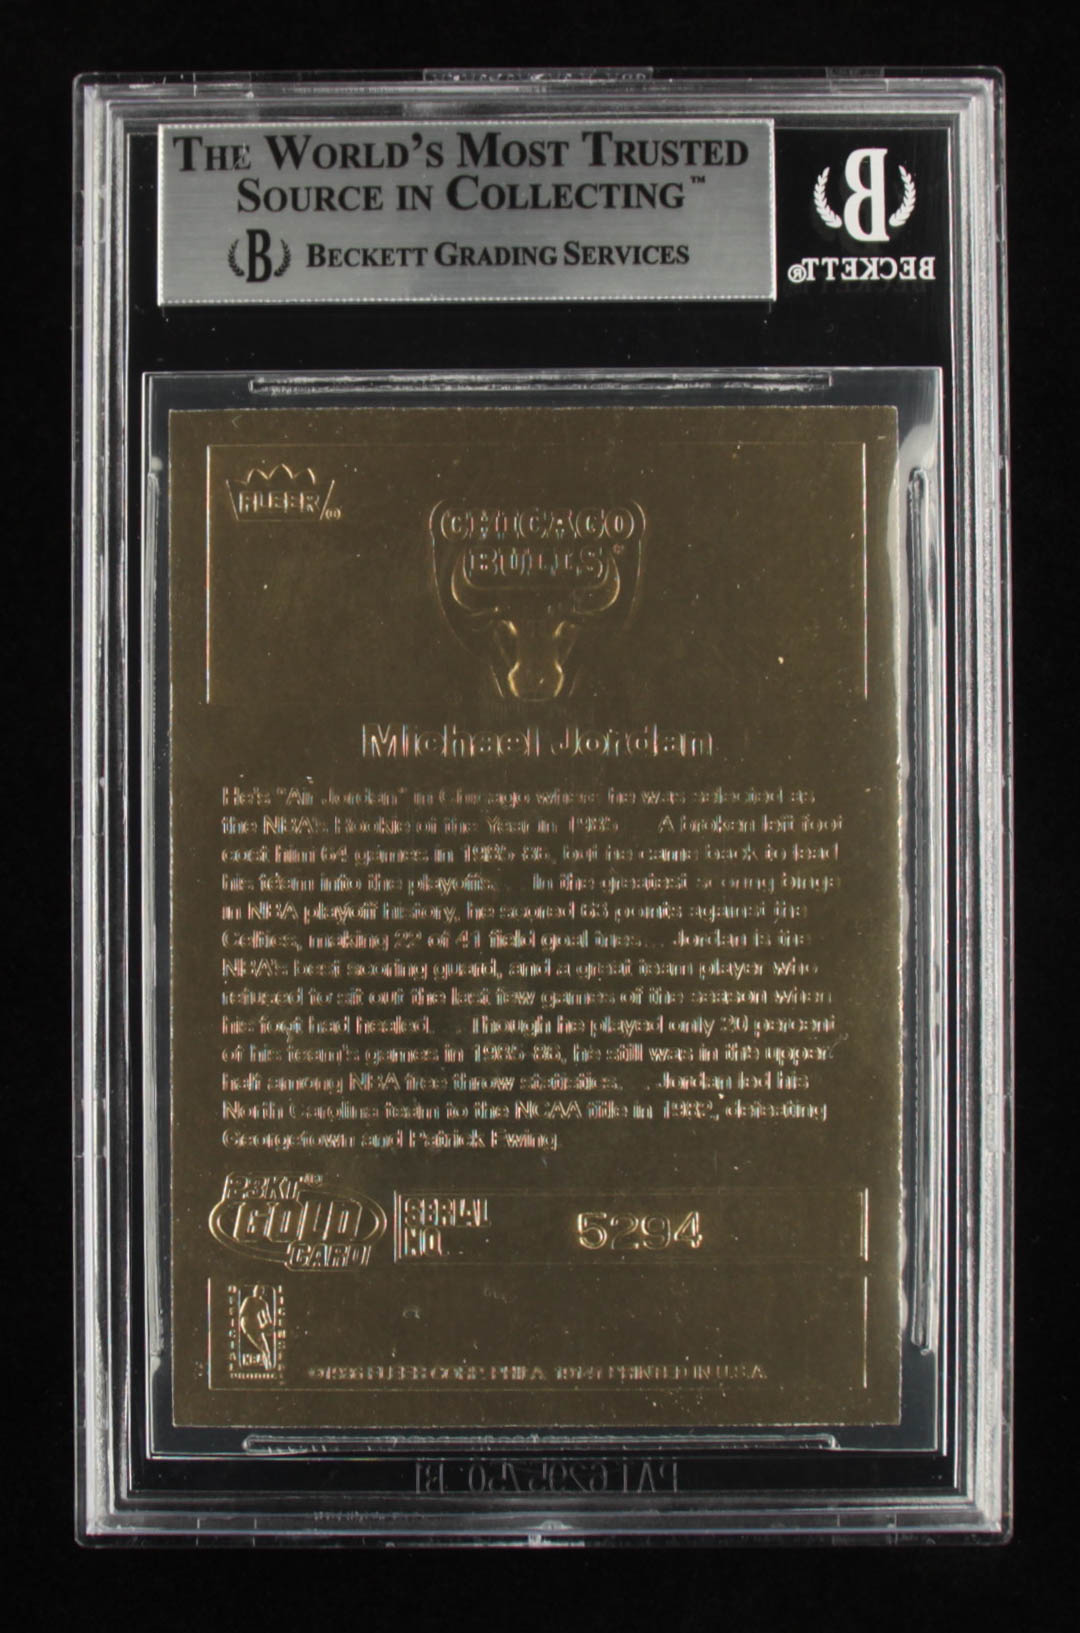 THE WORLD'S MOST TRUSTED
SOURCE IN COLLECTING™
B BECKETT GRADING SERVICES
B
BECKETT®
FLEER®
CHICAGO
BULLS
Michael Jordan
He's "Air Jordan" in Chicago where he was selected as
the NBA's Rookie of the Year in 1985 . . . A broken left foot
cost him 64 games in 1985-86, but he came back to lead
his team into the playoffs. . . . In the greatest scoring binge
in NBA playoff history, he scored 63 points against the
Celtics, making 22 of 41 field goal tries. . . Jordan is the
NBA's best scoring guard, and a great team player who
refused to sit out the last few games of the season when
his foot had healed. . . . Though he played only 20 percent
of his team's games in 1985-86, he still was in the upper
half among NBA free throw statistics. . . . Jordan led his
North Carolina team to the NCAA title in 1982, defeating
Georgetown and Patrick Ewing.
23KT
GOLD
CARD
SERIAL
NO.
5294
NBA
©1996 FLEER CORP. PHILA. 19141 PRINTED IN U.S.A.